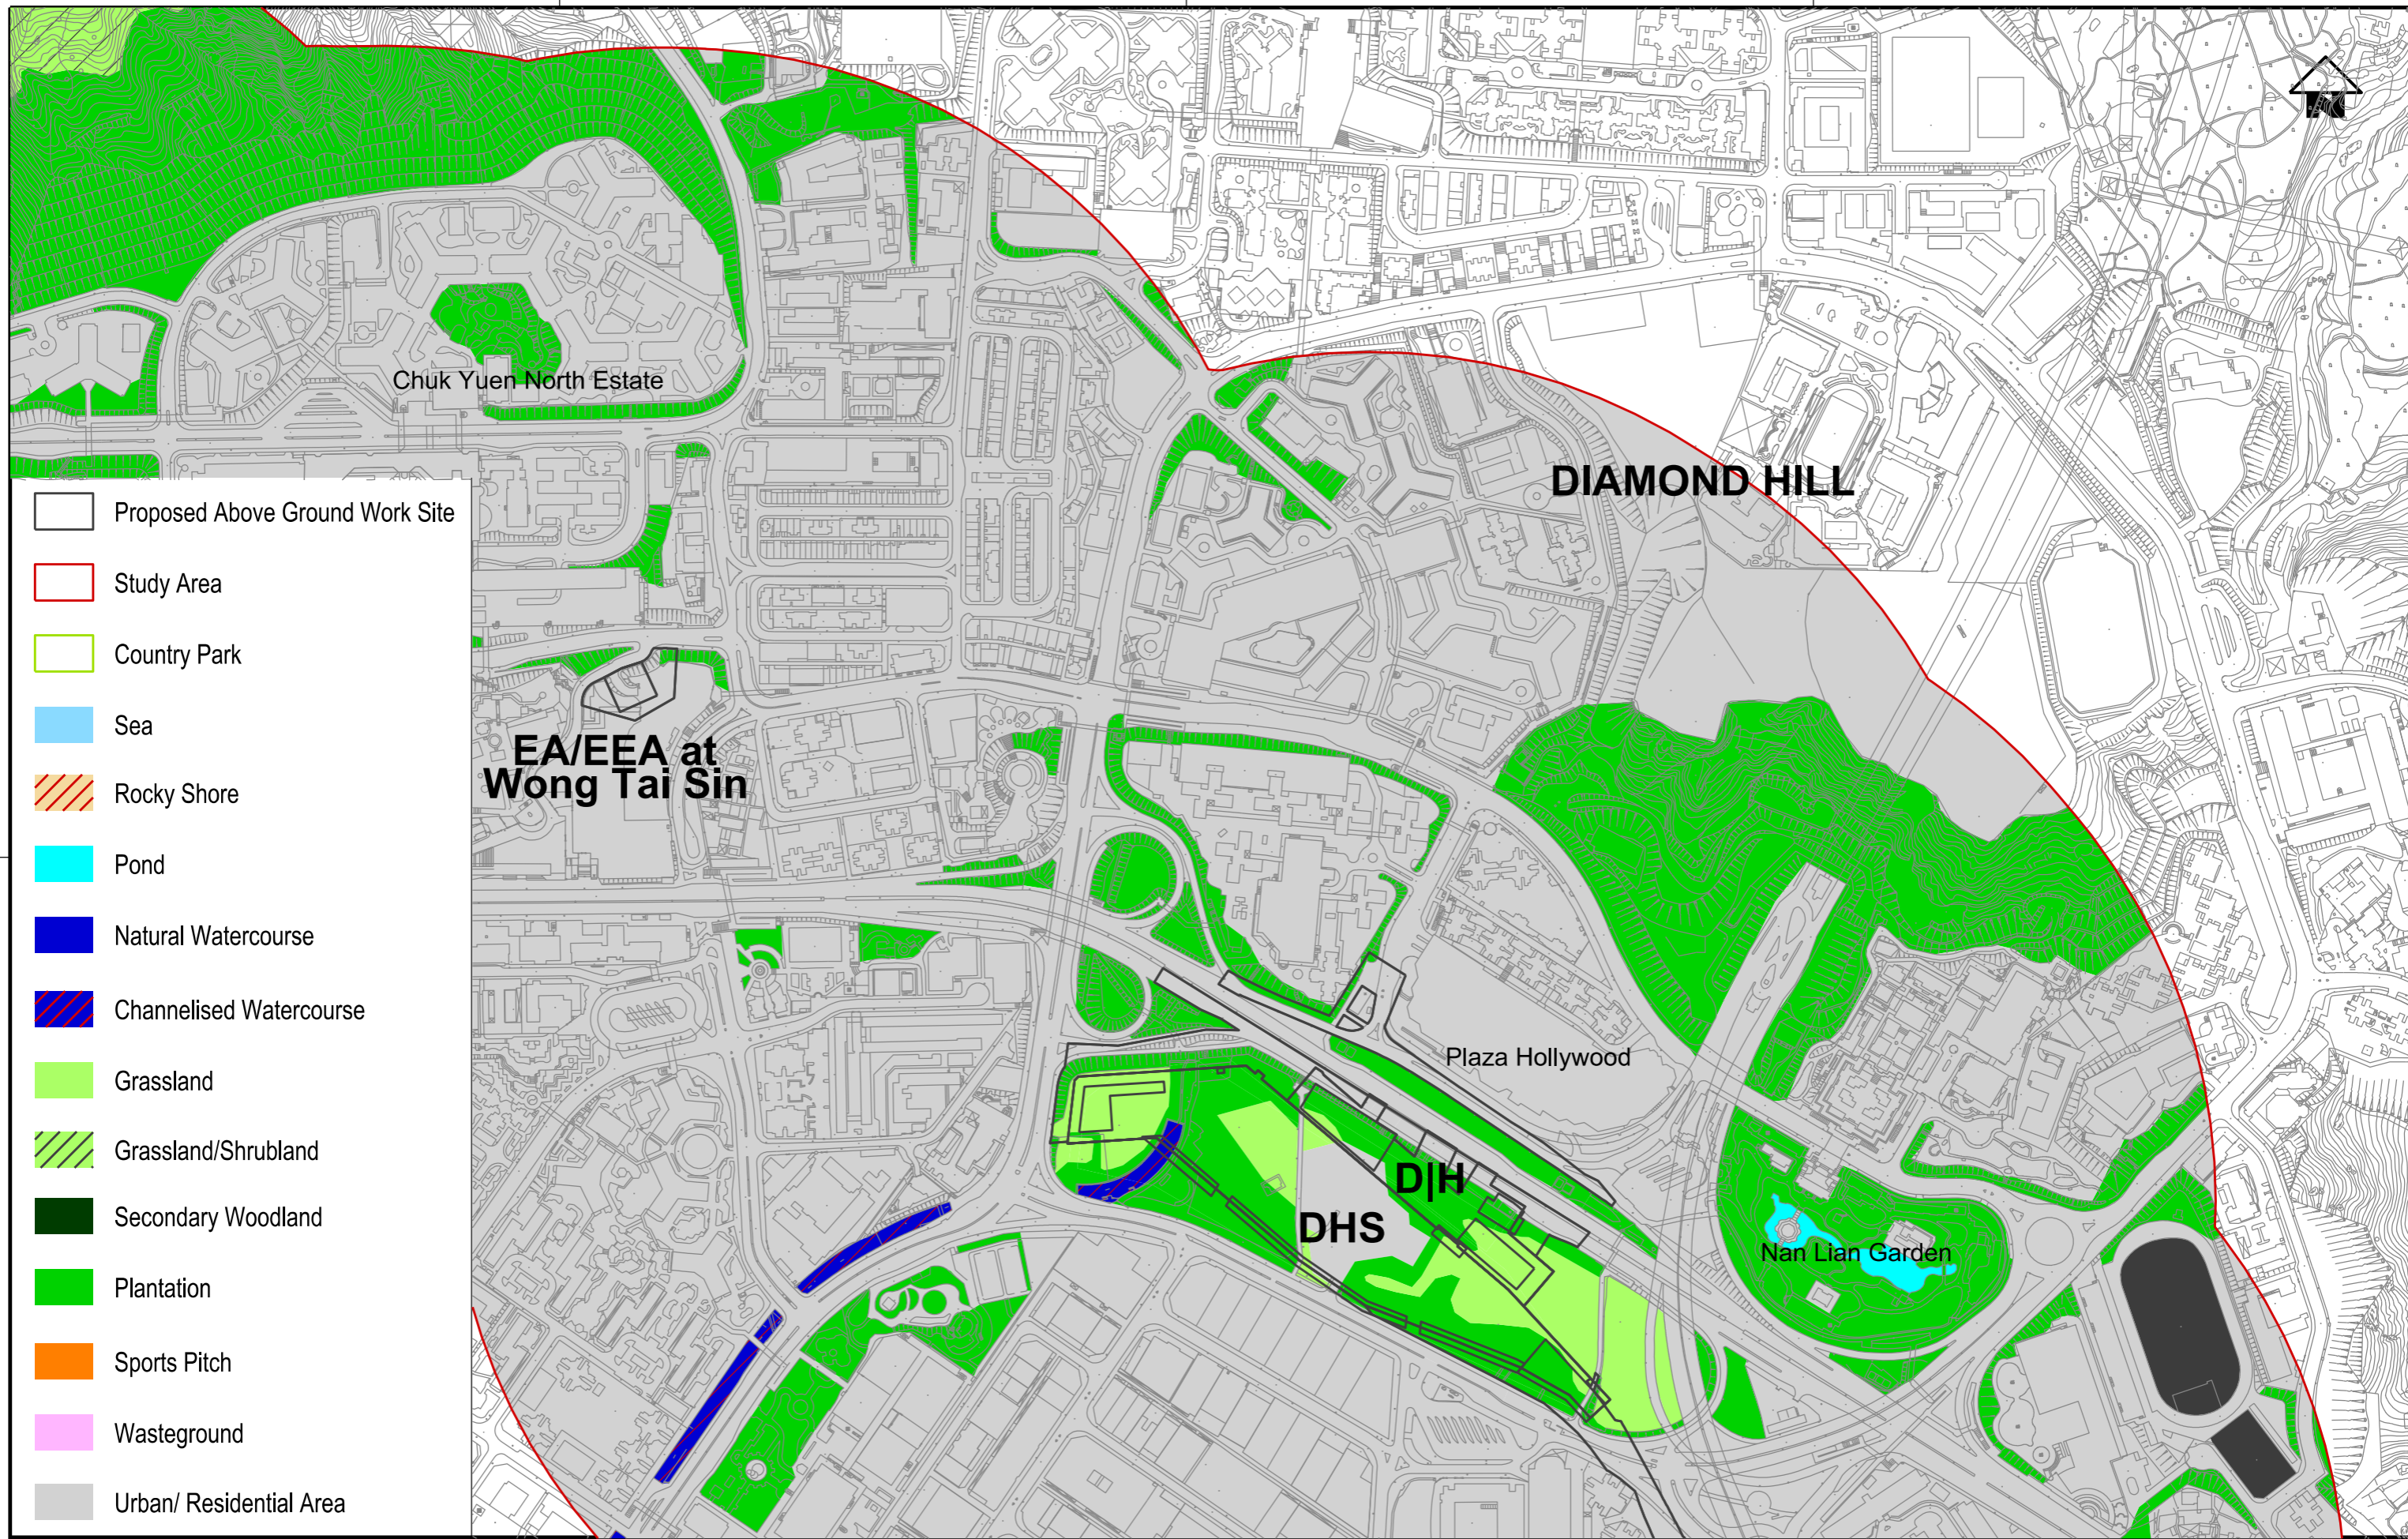 Chuk Yuen North Estate
DIAMOND HILL
EA/EEA at
Wong Tai Sin
Plaza Hollywood
D|H
DHS
Nan Lian Garden
Proposed Above Ground Work Site
Study Area
Country Park
Sea
Rocky Shore
Pond
Natural Watercourse
Channelised Watercourse
Grassland
Grassland/Shrubland
Secondary Woodland
Plantation
Sports Pitch
Wasteground
Urban/ Residential Area